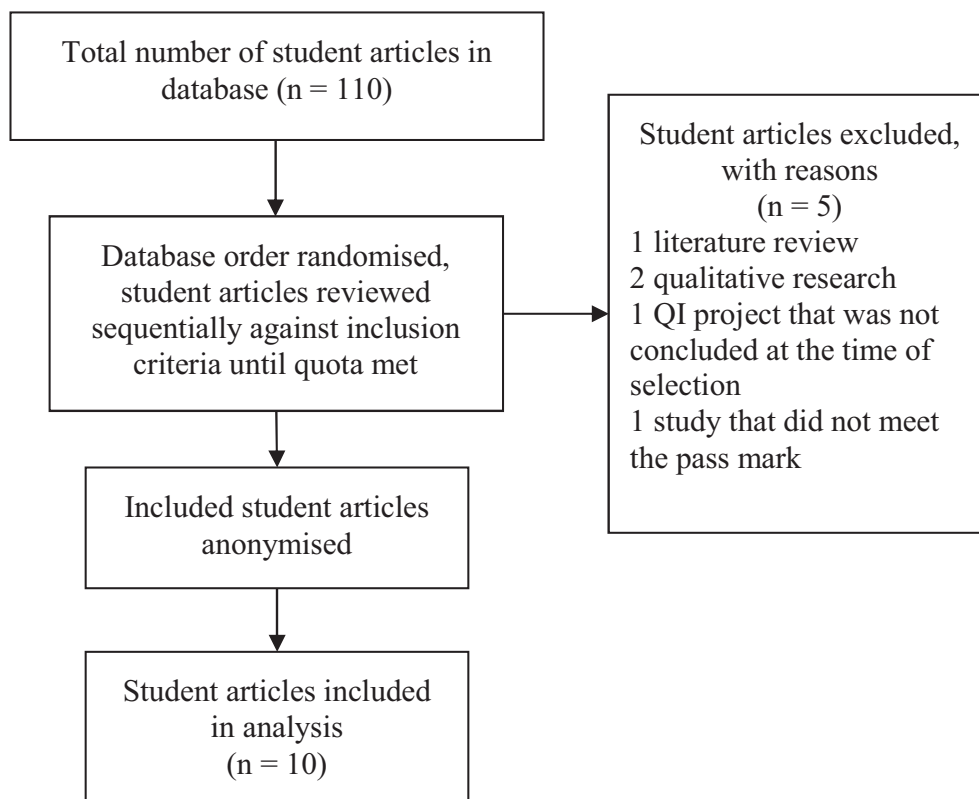 Total number of student articles in
database (n = 110)
Student articles excluded,
with reasons
(n = 5)
1 literature review
2 qualitative research
1 QI project that was not
concluded at the time of
selection
1 study that did not meet
the pass mark
Database order randomised,
student articles reviewed
sequentially against inclusion
criteria until quota met
Included student articles
anonymised
Student articles included
in analysis
(n = 10)